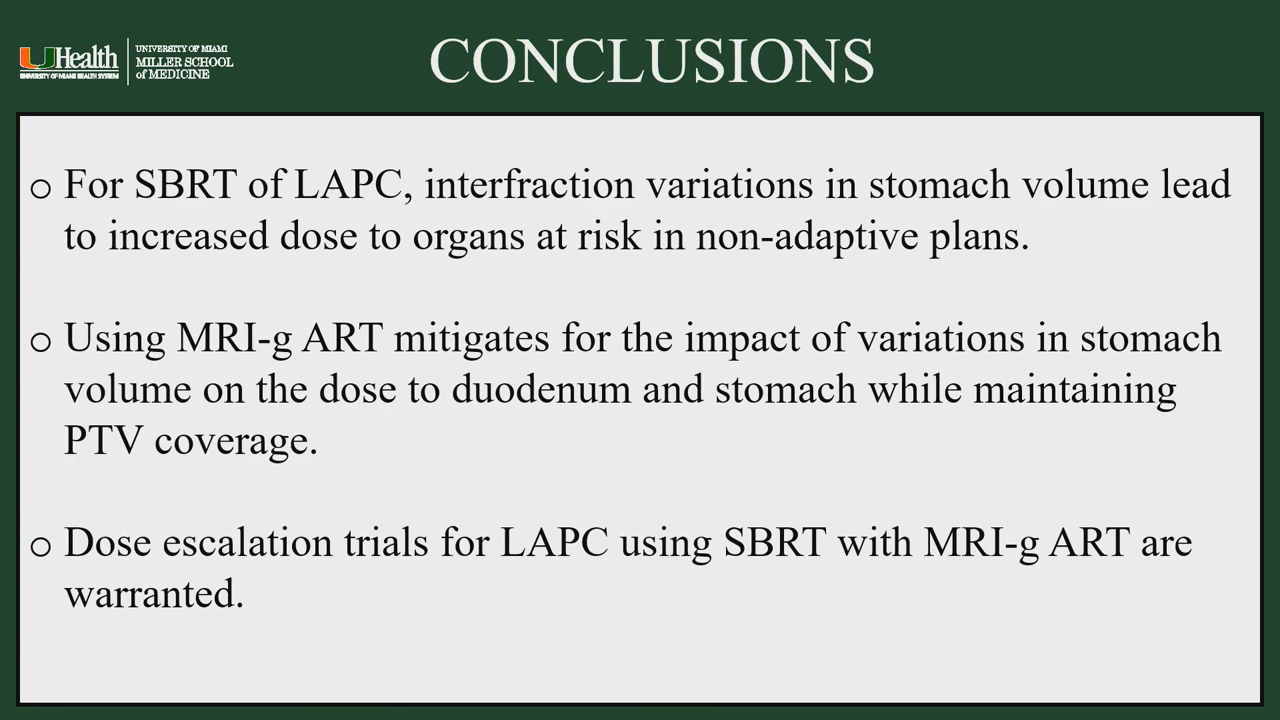 UHealth
UNIVERSITY OF MIAMI HEALTH SYSTEM
UNIVERSITY OF MIAMI
MILLER SCHOOL
of MEDICINE
CONCLUSIONS
o For SBRT of LAPC, interfraction variations in stomach volume lead
to increased dose to organs at risk in non-adaptive plans.
o Using MRI-g ART mitigates for the impact of variations in stomach
volume on the dose to duodenum and stomach while maintaining
PTV coverage.
o Dose escalation trials for LAPC using SBRT with MRI-g ART are
warranted.